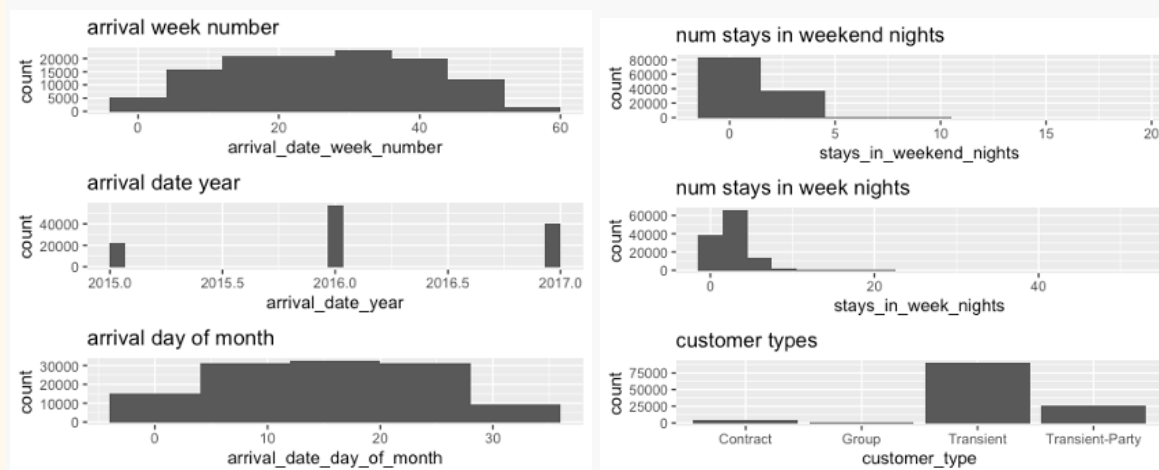 arrival week number
20000
15000
10000
5000
0
count
0 20 40 60
arrival_date_week_number
arrival date year
40000
20000
0
count
2015.0 2015.5 2016.0 2016.5 2017.0
arrival_date_year
arrival day of month
30000
20000
10000
0
count
0 10 20 30
arrival_date_day_of_month
num stays in weekend nights
80000
60000
40000
20000
0
count
0 5 10 15 20
stays_in_weekend_nights
num stays in week nights
60000
40000
20000
0
count
0 20 40
stays_in_week_nights
customer types
75000
50000
25000
0
count
Contract Group Transient Transient-Party
customer_type